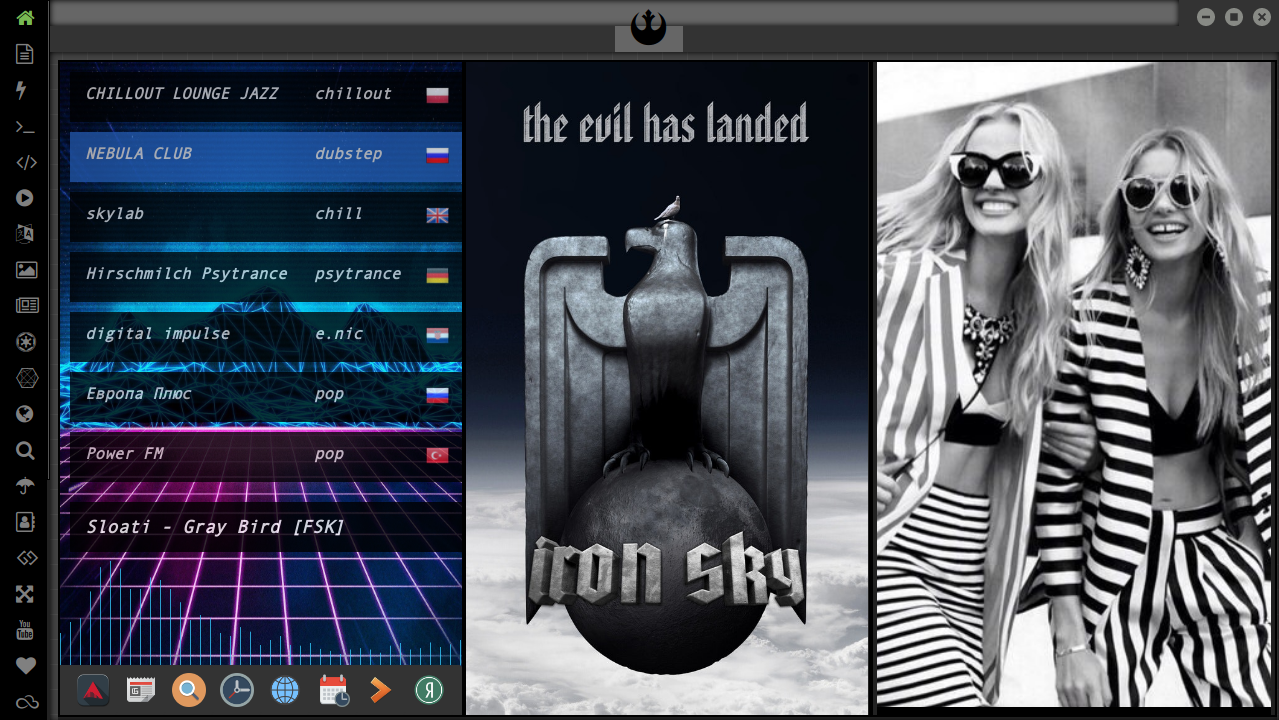 CHILLOUT LOUNGE JAZZ chillout
NEBULA CLUB dubstep
skylab chill
Hirschmilch Psytrance psytrance
digital impulse e.nic
Европа Плюс pop
Power FM pop
Sloati - Gray Bird [FSK]
the evil has landed
iron sky
You
Tube
Я